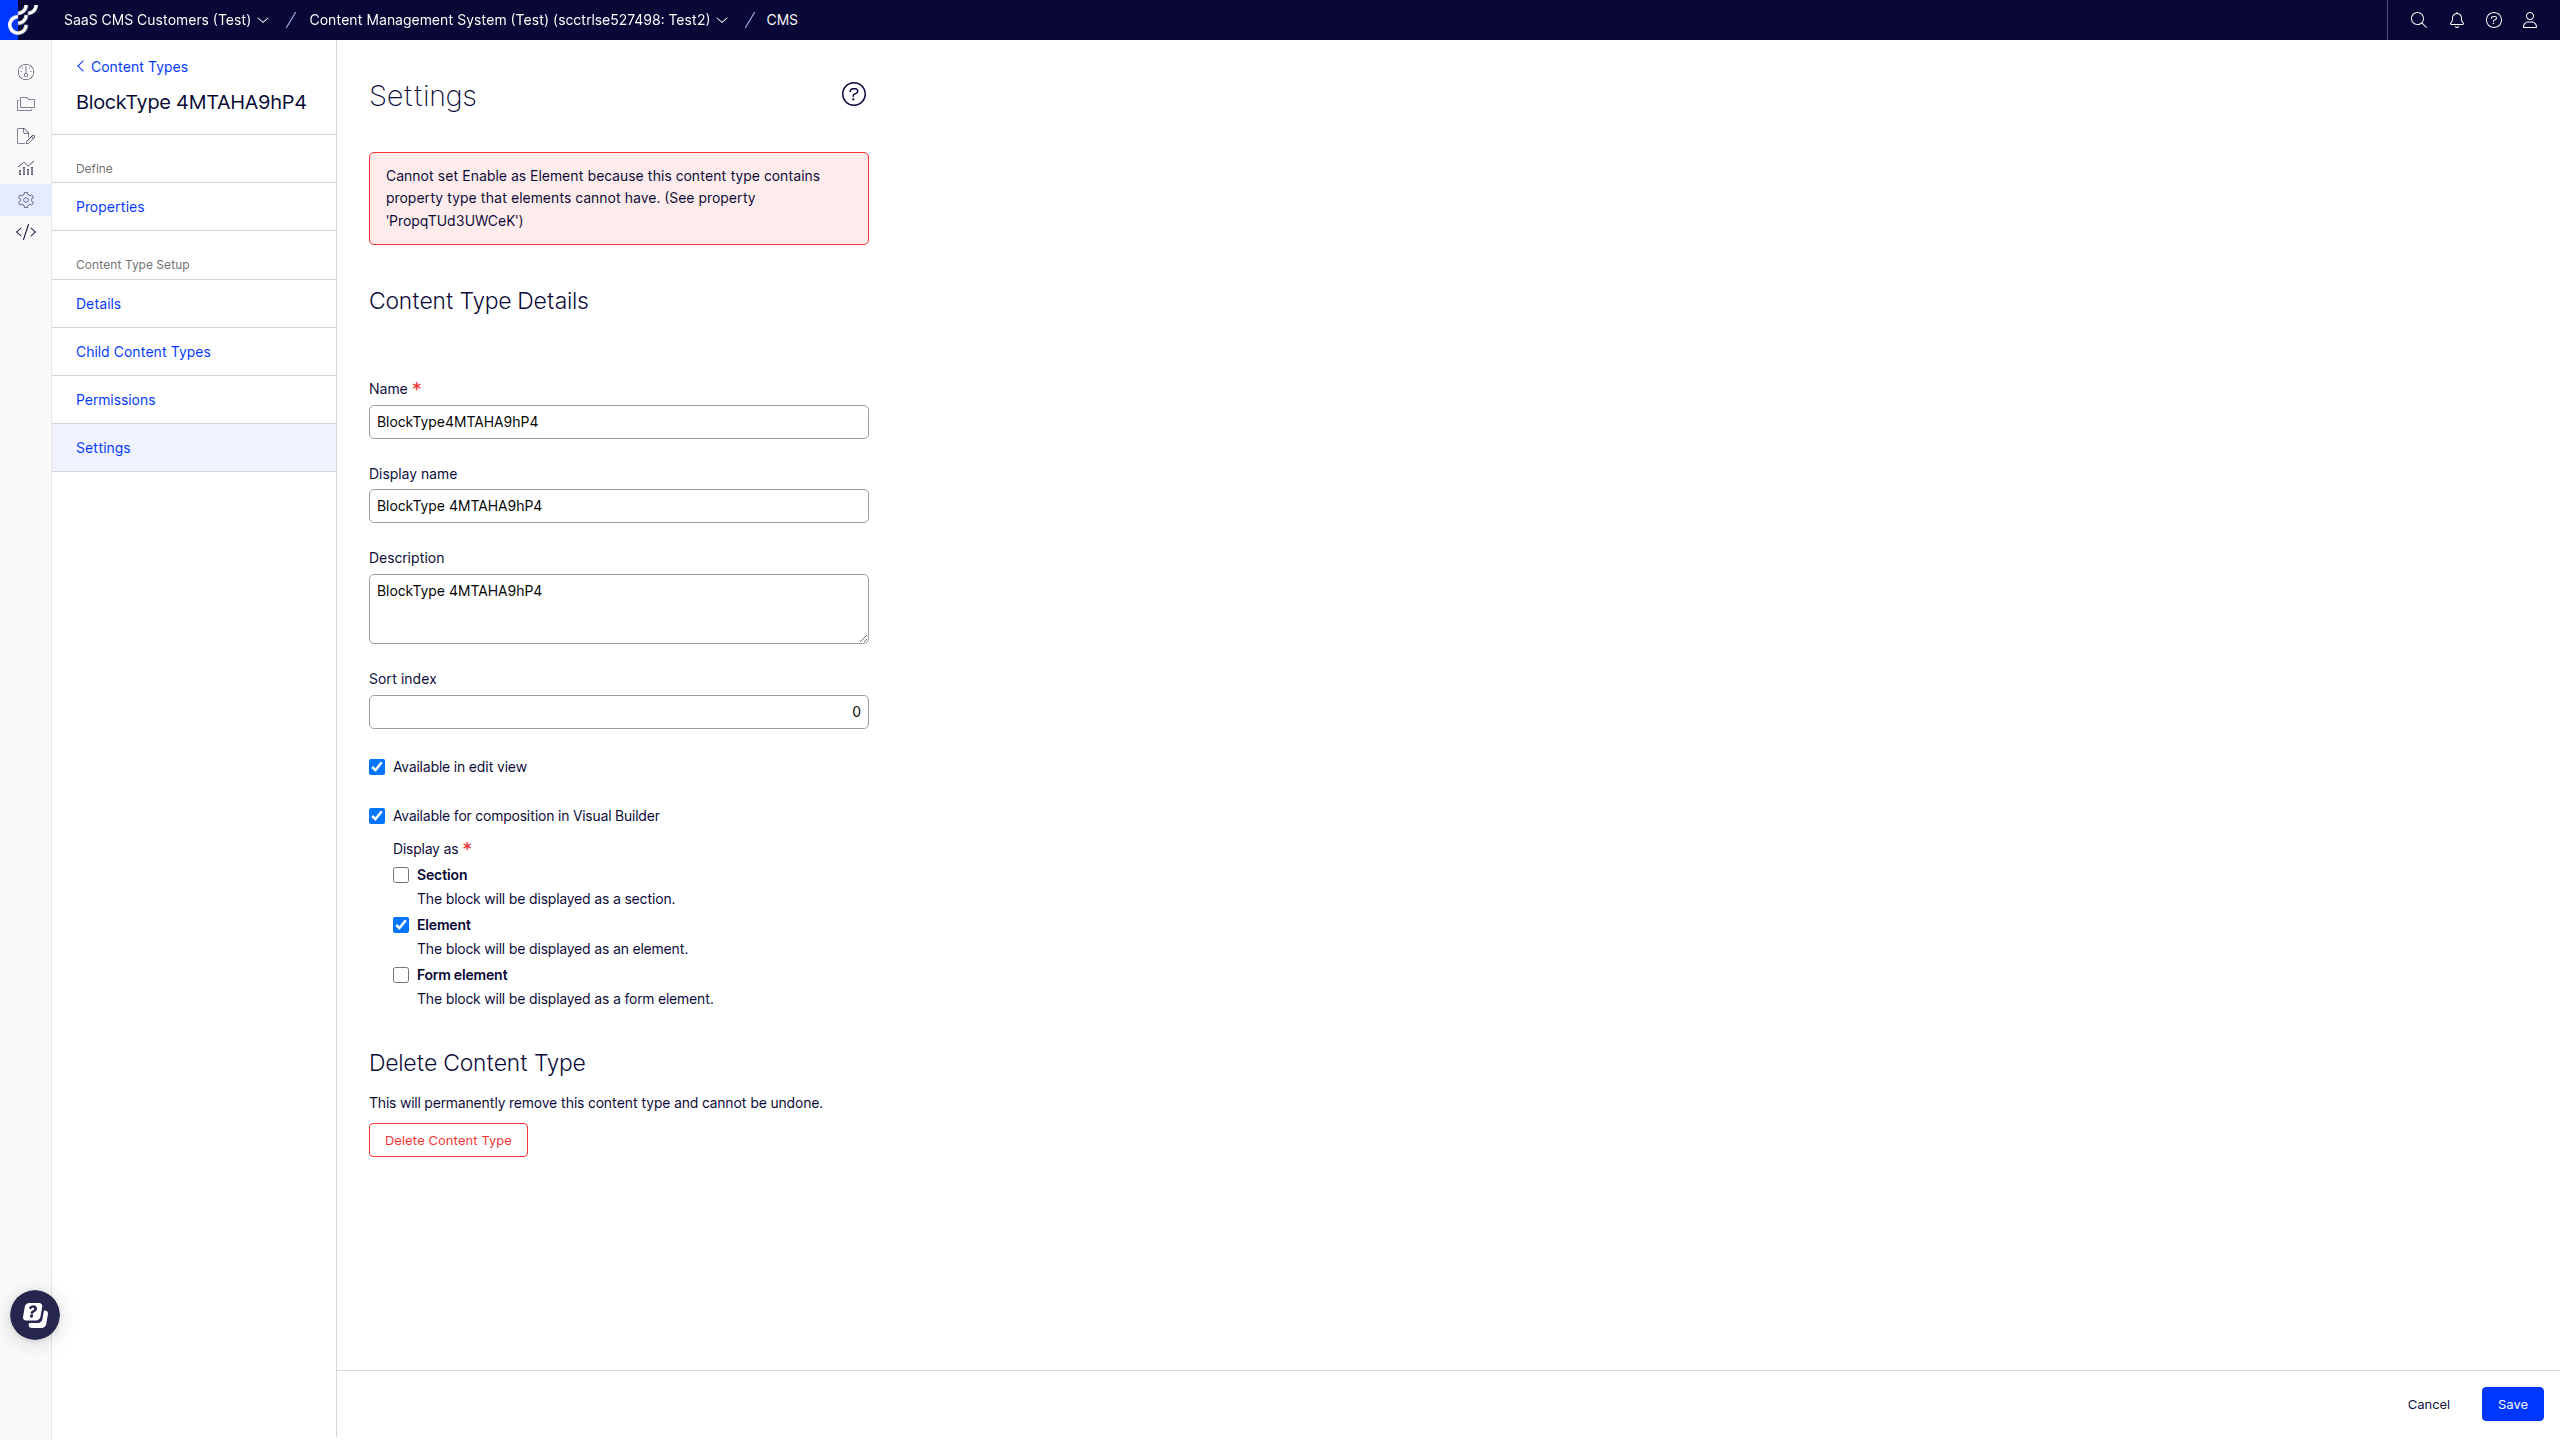 SaaS CMS Customers (Test) / Content Management System (Test) (scctrlse527498: Test2) / CMS
Content Types
BlockType 4MTAHA9hP4
Define
Properties
Content Type Setup
Details
Child Content Types
Permissions
Settings
Settings
Cannot set Enable as Element because this content type contains
property type that elements cannot have. (See property
'PropqTUd3UWCeK')
Content Type Details
Name *
BlockType4MTAHA9hP4
Display name
BlockType 4MTAHA9hP4
Description
BlockType 4MTAHA9hP4
Sort index
0
Available in edit view
Available for composition in Visual Builder
Display as *
Section
The block will be displayed as a section.
Element
The block will be displayed as an element.
Form element
The block will be displayed as a form element.
Delete Content Type
This will permanently remove this content type and cannot be undone.
Delete Content Type
Cancel
Save